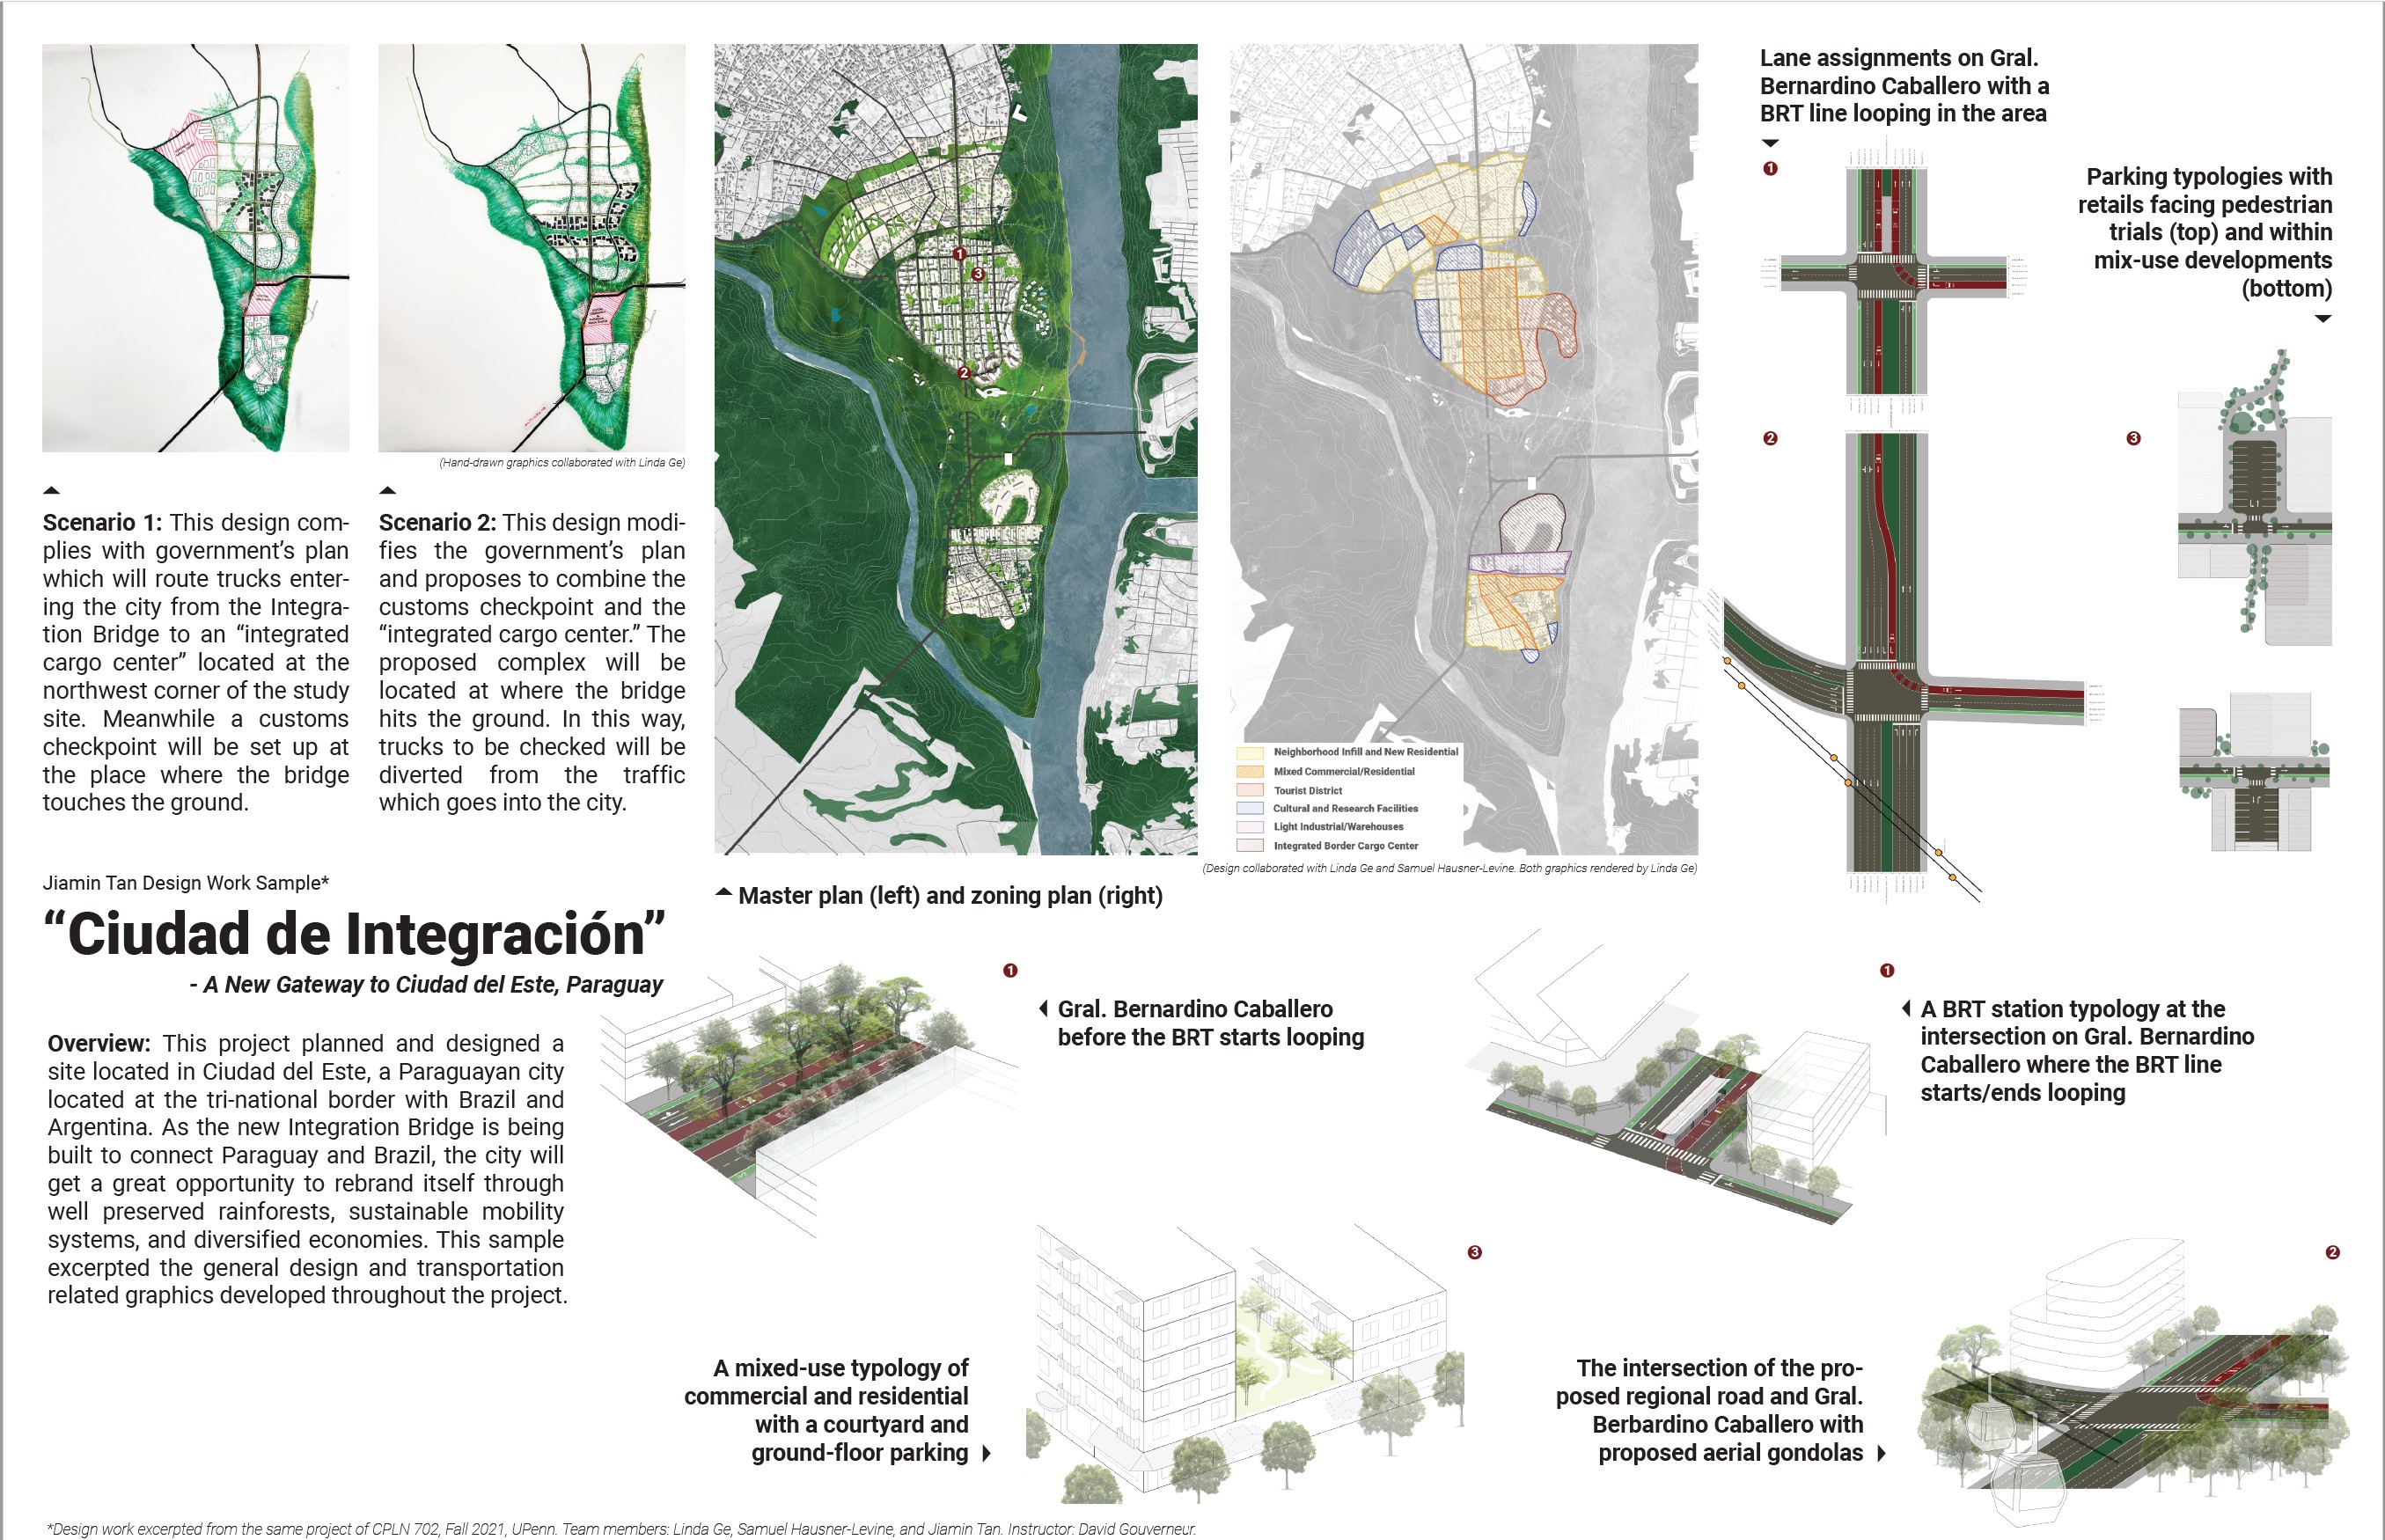 Lane assignments on Gral.
Bernardino Caballero with a
BRT line looping in the area
1
Parking typologies with
retails facing pedestrian
trials (top) and within
mix-use developments
(bottom)
2
3
1
3
2
(Hand-drawn graphics collaborated with Linda Ge)
Scenario 1: This design com-
plies with government’s plan
which will route trucks enter-
ing the city from the Integra-
tion Bridge to an “integrated
cargo center” located at the
northwest corner of the study
site. Meanwhile a customs
checkpoint will be set up at
the place where the bridge
touches the ground.
Scenario 2: This design modi-
fies the government’s plan
and proposes to combine the
customs checkpoint and the
“integrated cargo center.” The
proposed complex will be
located at where the bridge
hits the ground. In this way,
trucks to be checked will be
diverted from the traffic
which goes into the city.
Neighborhood Infill and New Residential
Mixed Commercial/Residential
Tourist District
Cultural and Research Facilities
Light Industrial/Warehouses
Integrated Border Cargo Center
(Design collaborated with Linda Ge and Samuel Hausner-Levine. Both graphics rendered by Linda Ge)
Master plan (left) and zoning plan (right)
Jiamin Tan Design Work Sample*
“Ciudad de Integración”
- A New Gateway to Ciudad del Este, Paraguay
Overview: This project planned and designed a
site located in Ciudad del Este, a Paraguayan city
located at the tri-national border with Brazil and
Argentina. As the new Integration Bridge is being
built to connect Paraguay and Brazil, the city will
get a great opportunity to rebrand itself through
well preserved rainforests, sustainable mobility
systems, and diversified economies. This sample
excerpted the general design and transportation
related graphics developed throughout the project.
1
Gral. Bernardino Caballero
before the BRT starts looping
1
A BRT station typology at the
intersection on Gral. Bernardino
Caballero where the BRT line
starts/ends looping
3
A mixed-use typology of
commercial and residential
with a courtyard and
ground-floor parking
2
The intersection of the pro-
posed regional road and Gral.
Berbardino Caballero with
proposed aerial gondolas
*Design work excerpted from the same project of CPLN 702, Fall 2021, UPenn. Team members: Linda Ge, Samuel Hausner-Levine, and Jiamin Tan. Instructor: David Gouverneur.